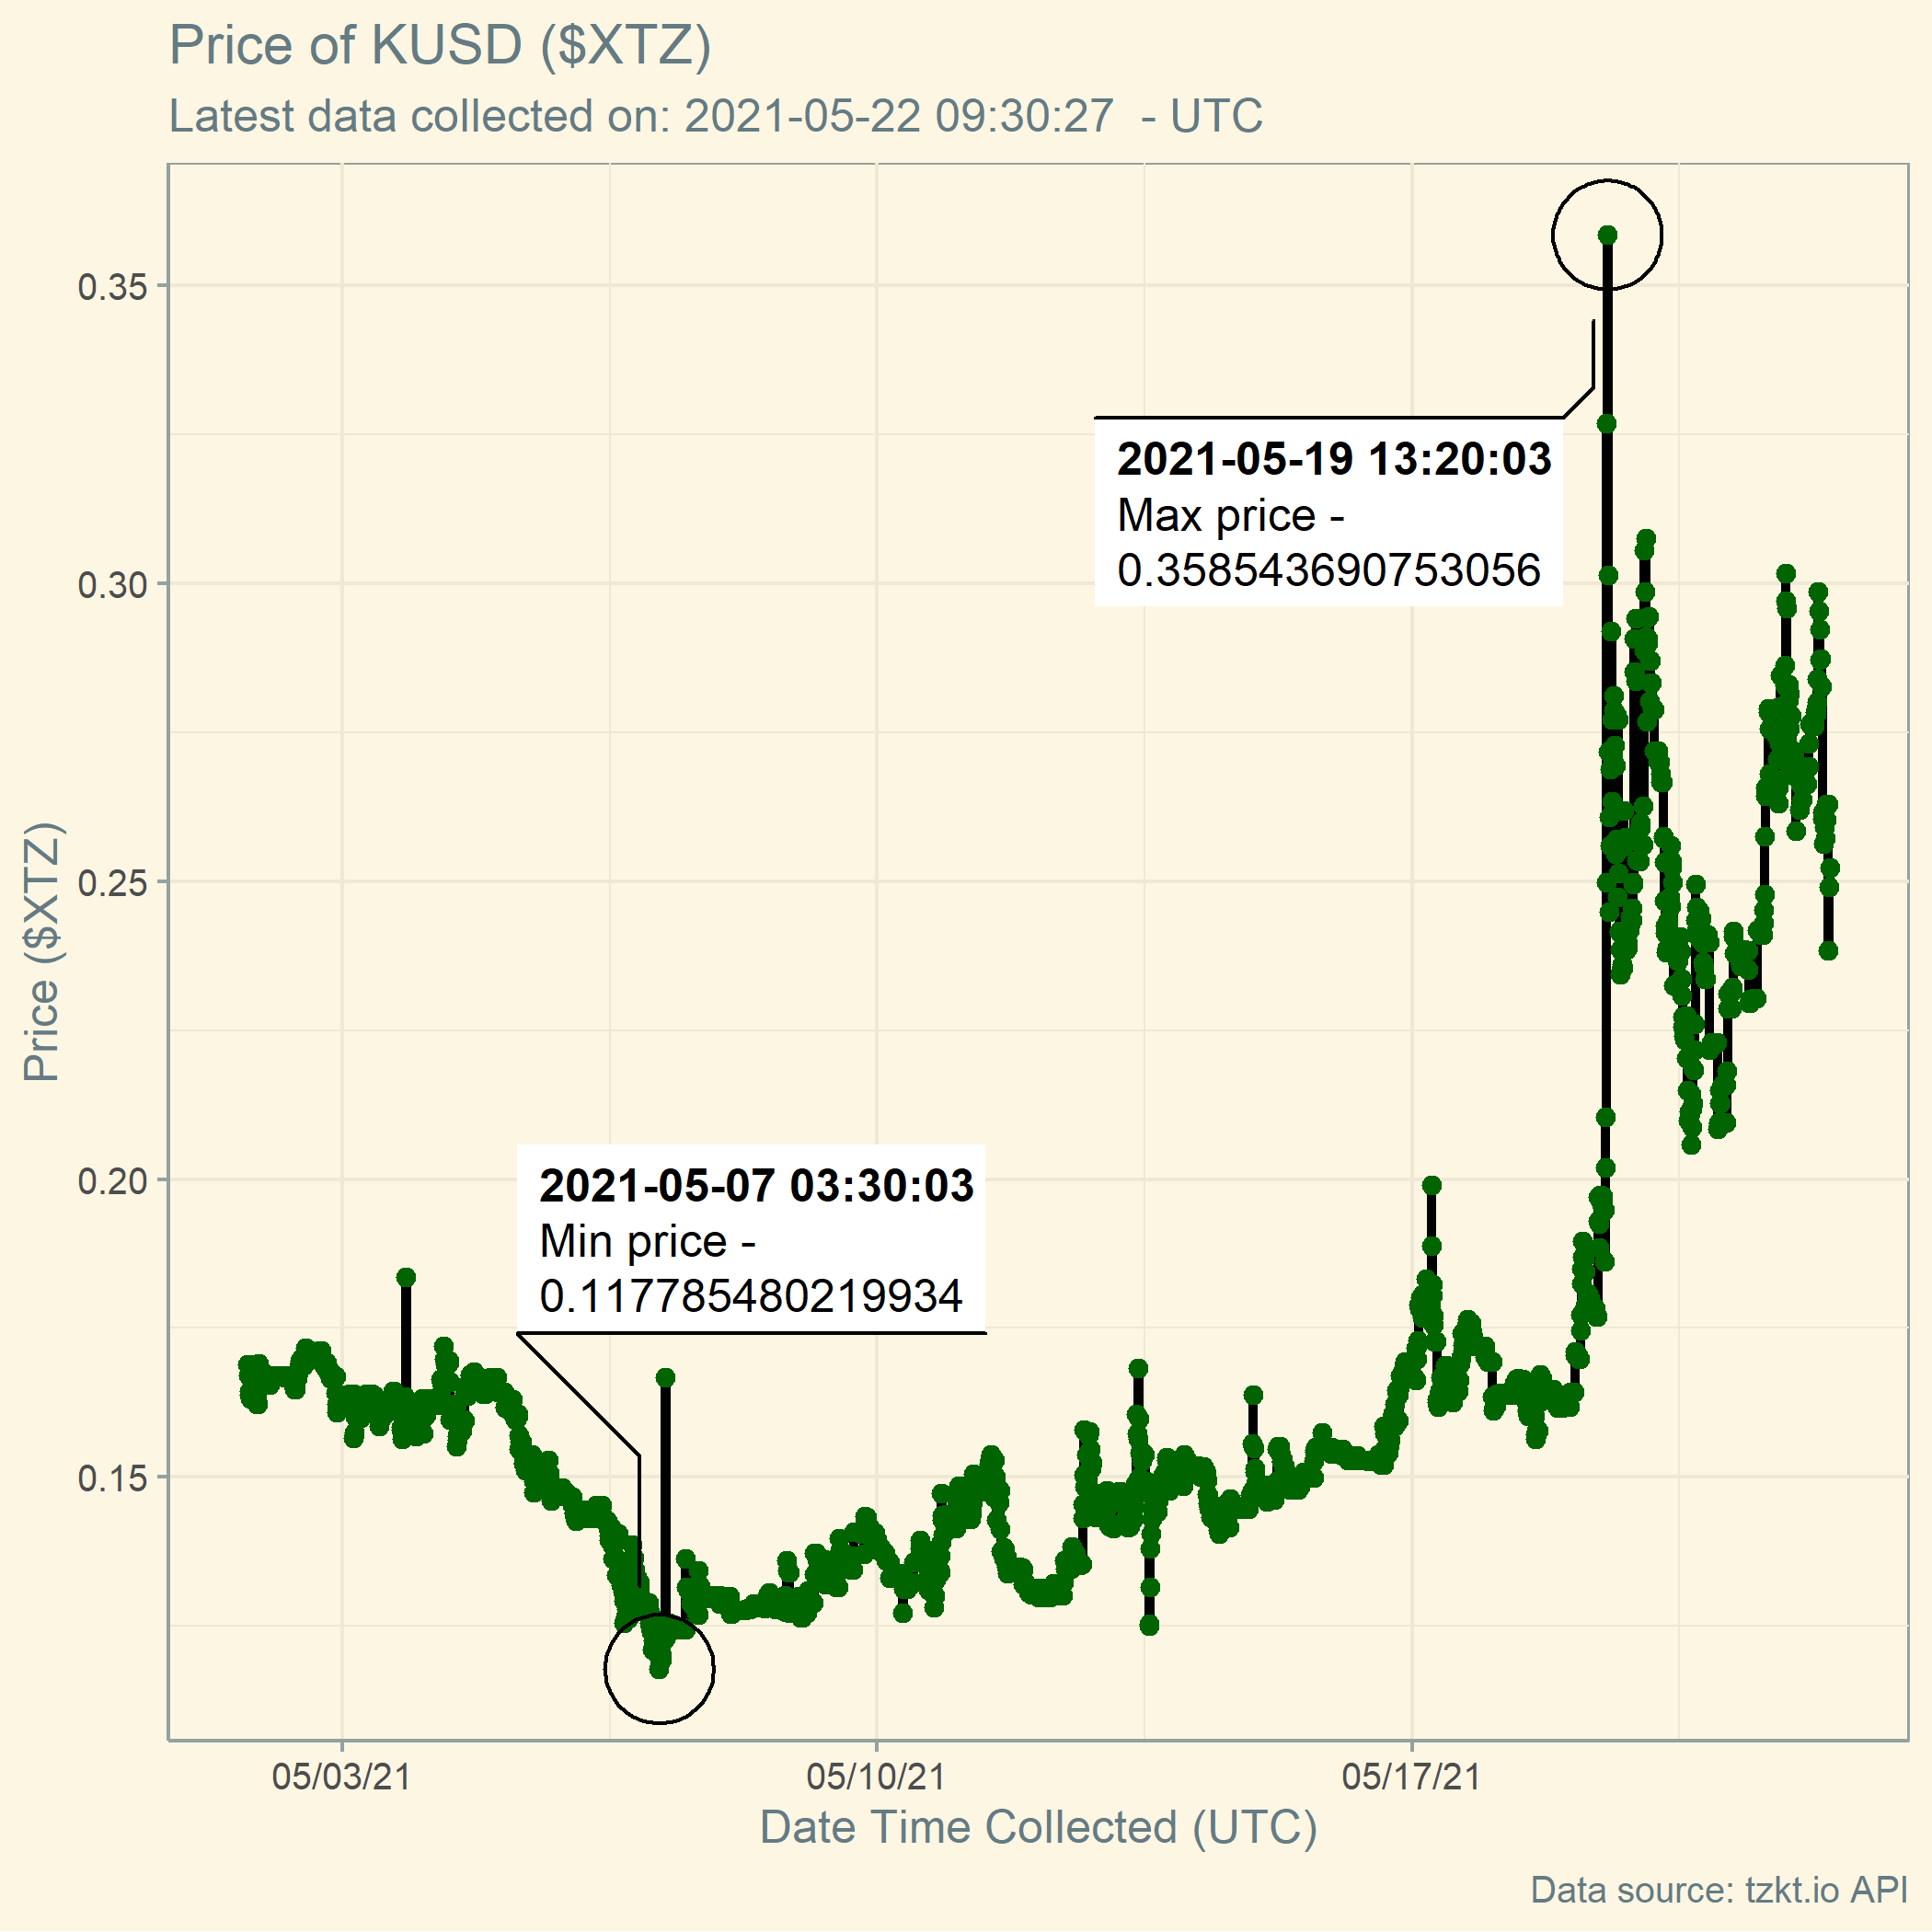 Price of KUSD ($XTZ)
Latest data collected on: 2021-05-22 09:30:27  - UTC
Price ($XTZ)
0.35
0.30
0.25
0.20
0.15
2021-05-19 13:20:03
Max price -
0.358543690753056
2021-05-07 03:30:03
Min price -
0.117785480219934
05/03/21
05/10/21
05/17/21
Date Time Collected (UTC)
Data source: tzkt.io API